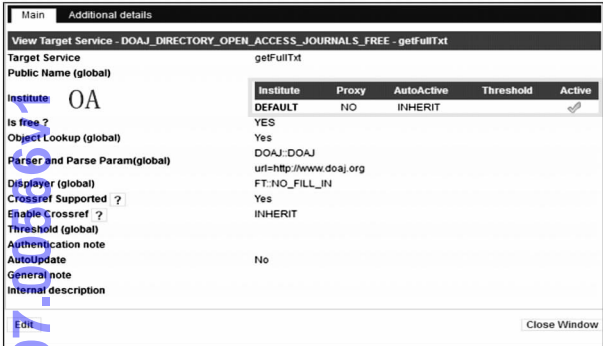 Main Additional details
View Target Service - DOAJ_DIRECTORY_OPEN_ACCESS_JOURNALS_FREE - getFullTxt
Target Service getFullTxt
Public Name (global)
Institute OA
Institute Proxy AutoActive Threshold Active
DEFAULT NO INHERIT
Is free ? YES
Object Lookup (global) Yes
Parser and Parse Param(global) DOAJ::DOAJ
url=http://www.doaj.org
Displayer (global) FT::NO_FILL_IN
Crossref Supported ? Yes
Enable Crossref ? INHERIT
Threshold (global)
Authentication note
AutoUpdate No
General note
Internal description
Edit Close Window